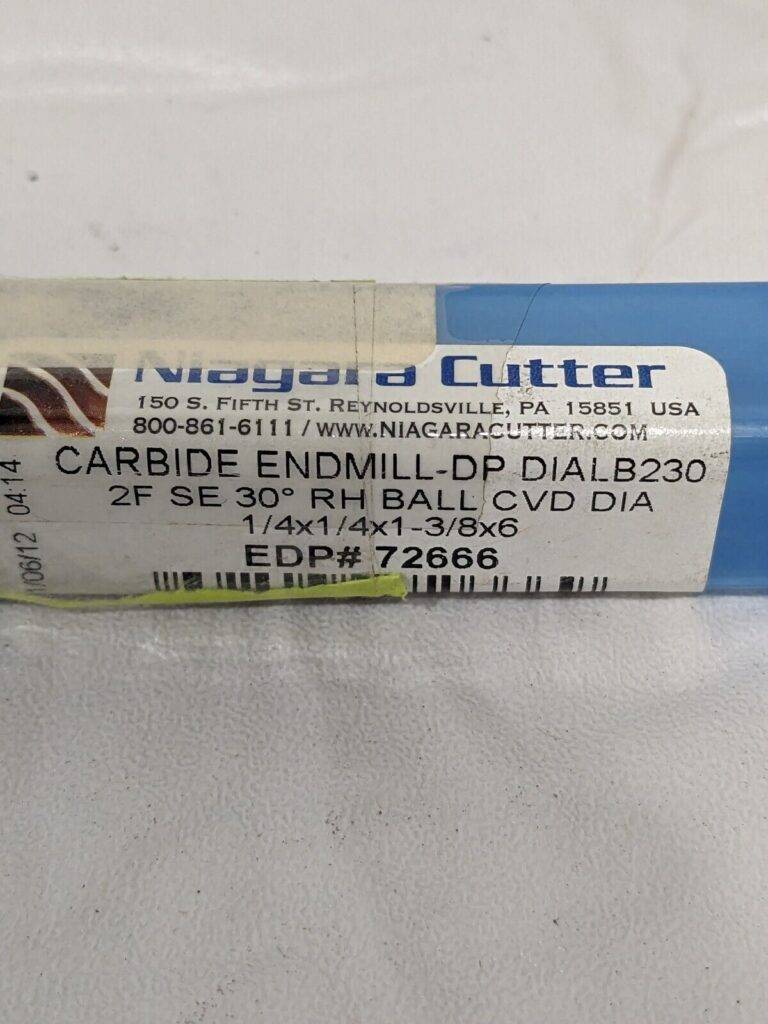 Niagara Cutter
150 S. FIFTH ST. REYNOLDSVILLE, PA 15851 USA
800-861-6111 / WWW.NIAGARACUTTER.COM
CARBIDE ENDMILL-DP DIALB230
2F SE 30° RH BALL CVD DIA
1/4x1/4x1-3/8x6
EDP# 72666
04:14